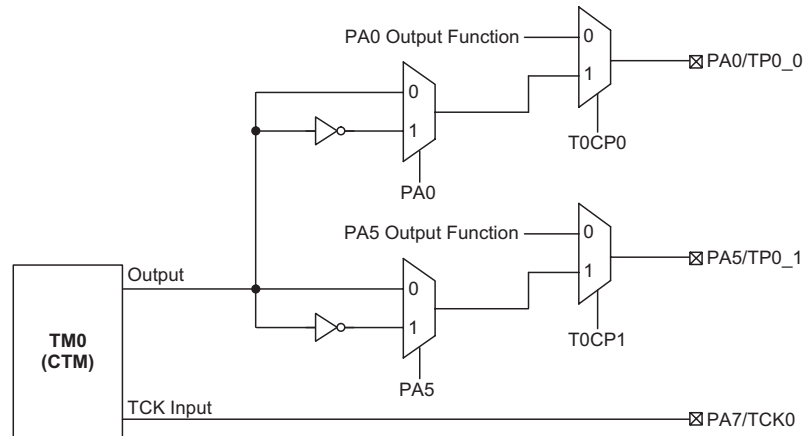 PA0 Output Function
0
1
PA0/TP0_0
0
1
T0CP0
PA0
PA5 Output Function
0
1
PA5/TP0_1
Output
0
1
T0CP1
TM0
(CTM)
PA5
TCK Input
PA7/TCK0